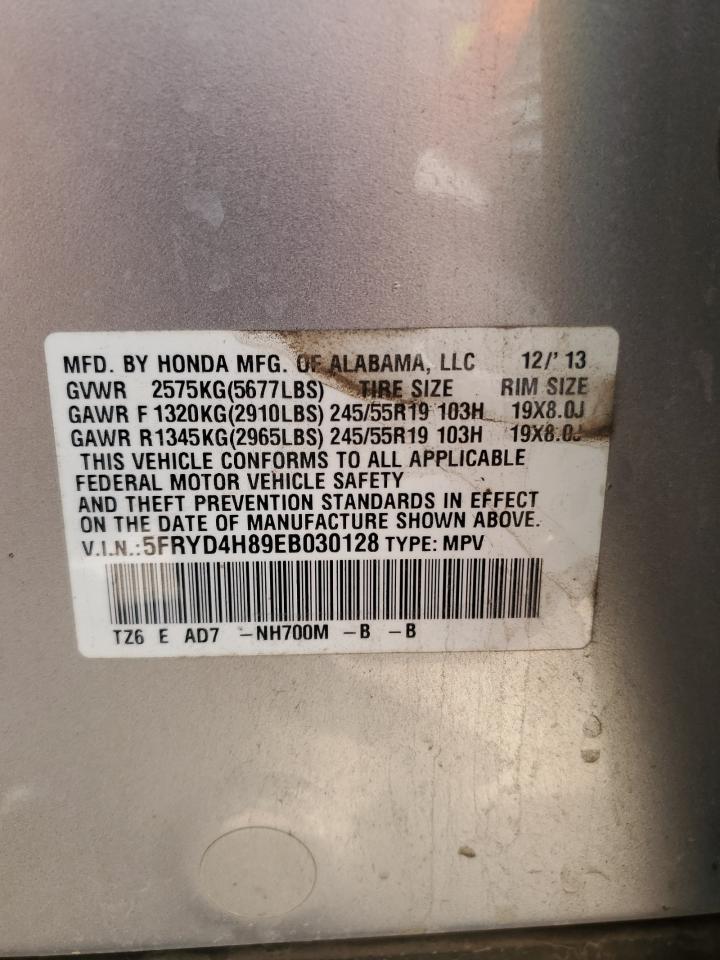 MFD. BY HONDA MFG. OF ALABAMA, LLC 12/'13
GVWR 2575KG(5677LBS) TIRE SIZE RIM SIZE
GAWR F 1320KG(2910LBS) 245/55R19 103H 19X8.0J
GAWR R1345KG(2965LBS) 245/55R19 103H 19X8.0J
THIS VEHICLE CONFORMS TO ALL APPLICABLE
FEDERAL MOTOR VEHICLE SAFETY
AND THEFT PREVENTION STANDARDS IN EFFECT
ON THE DATE OF MANUFACTURE SHOWN ABOVE.
V.I.N.:5FRYD4H89EB030128 TYPE: MPV
TZ6 E AD7 -NH700M -B -B